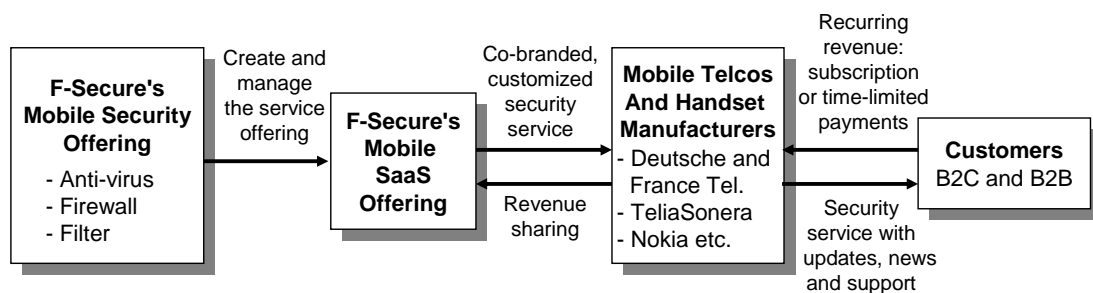 F-Secure's
Mobile Security
Offering
- Anti-virus
- Firewall
- Filter
Create and
manage
the service
offering
F-Secure's
Mobile
SaaS
Offering
Co-branded,
customized
security
service
Revenue
sharing
Mobile Telcos
And Handset
Manufacturers
- Deutsche and
France Tel.
- TeliaSonera
- Nokia etc.
Recurring
revenue:
subscription
or time-limited
payments
Security
service with
updates, news
and support
Customers
B2C and B2B